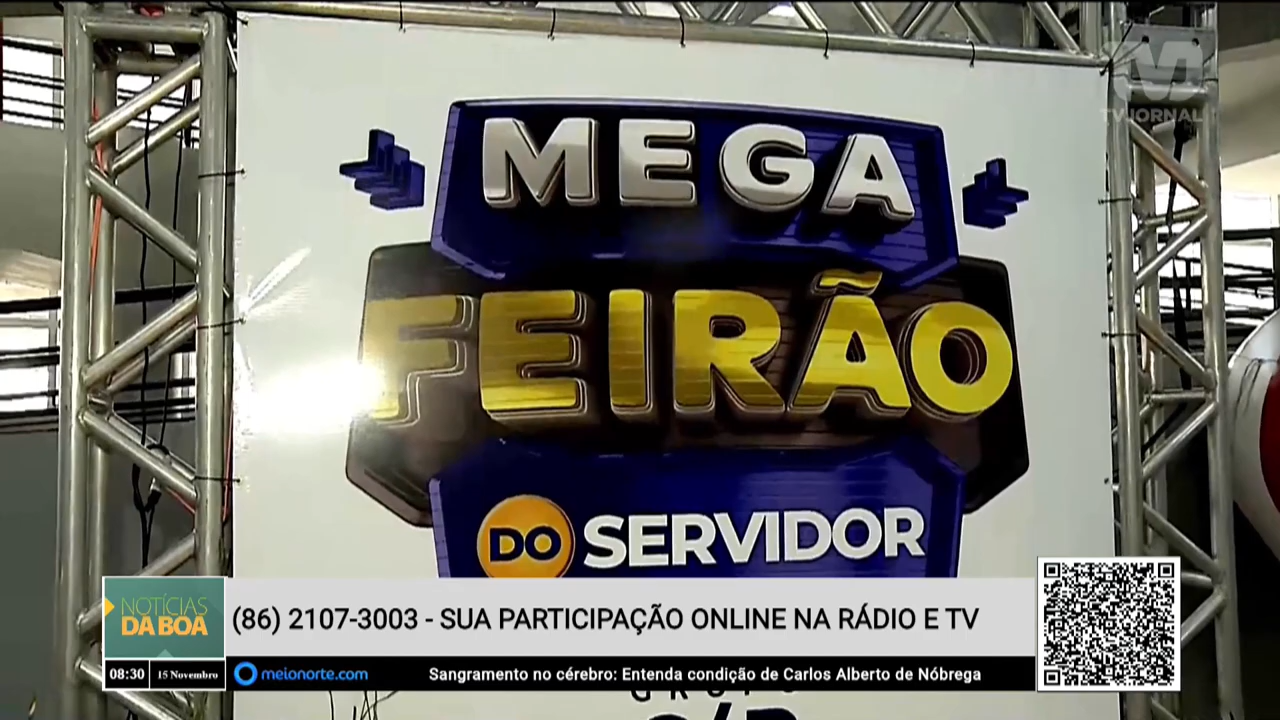 TV JORNAL
MEGA
FEIRÃO
DO SERVIDOR
NOTÍCIAS
DA BOA
(86) 2107-3003 - SUA PARTICIPAÇÃO ONLINE NA RÁDIO E TV
08:30
15 Novembro
meionorte.com
Sangramento no cérebro: Entenda condição de Carlos Alberto de Nóbrega